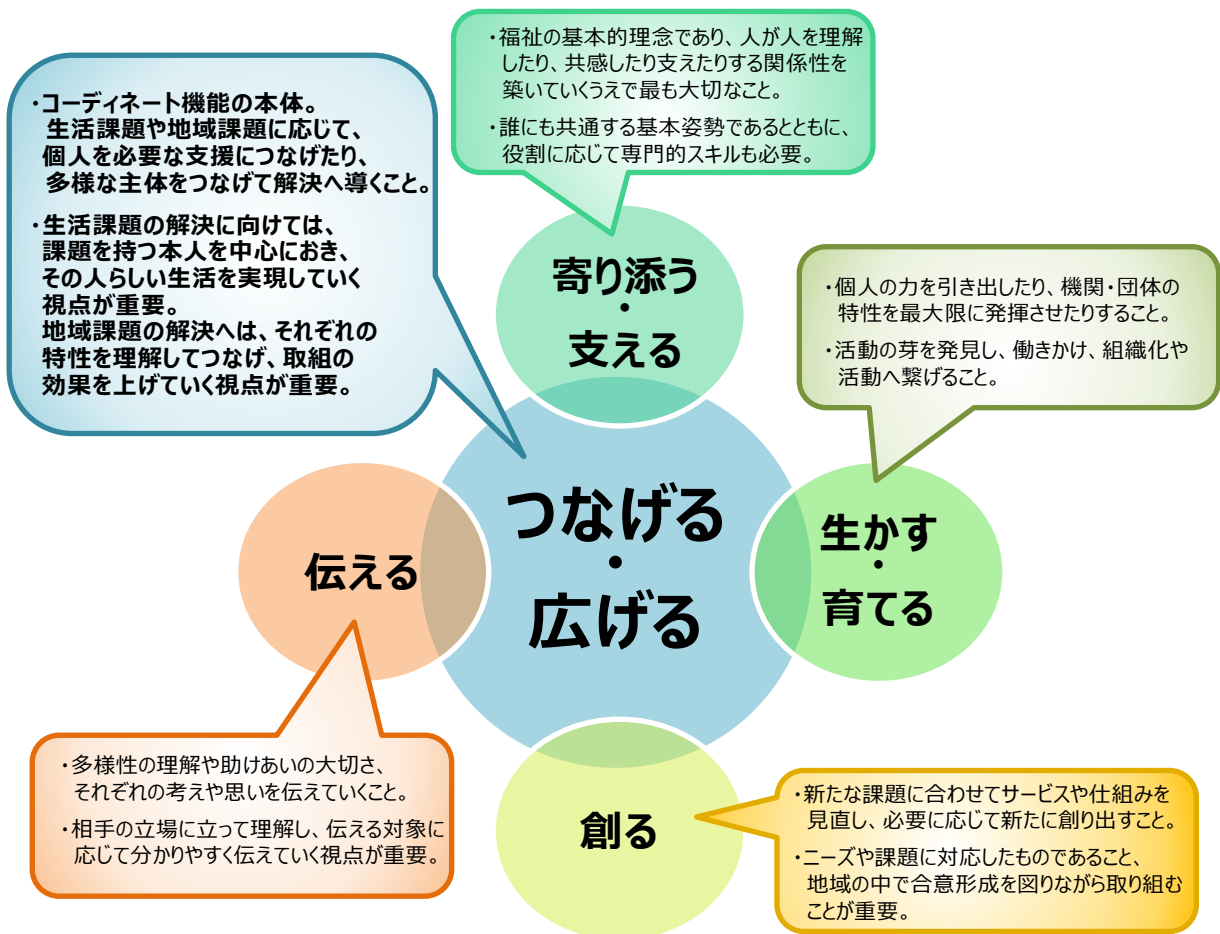 ・福祉の基本的理念であり、人が人を理解
したり、共感したり支えたりする関係性を
築いていくうえで最も大切なこと。
・誰にも共通する基本姿勢であるとともに、
役割に応じて専門的スキルも必要。
・コーディネート機能の本体。
生活課題や地域課題に応じて、
個人を必要な支援につなげたり、
多様な主体をつなげて解決へ導くこと。
・生活課題の解決に向けては、
課題を持つ本人を中心におき、
その人らしい生活を実現していく
視点が重要。
地域課題の解決へは、それぞれの
特性を理解してつなげ、取組の
効果を上げていく視点が重要。
寄り添う
・
支える
・個人の力を引き出したり、機関・団体の
特性を最大限に発揮させたりすること。
・活動の芽を発見し、働きかけ、組織化や
活動へ繋げること。
つなげる
・
広げる
伝える
生かす
・
育てる
・多様性の理解や助けあいの大切さ、
それぞれの考えや思いを伝えていくこと。
・相手の立場に立って理解し、伝える対象に
応じて分かりやすく伝えていく視点が重要。
創る
・新たな課題に合わせてサービスや仕組みを
見直し、必要に応じて新たに創り出すこと。
・ニーズや課題に対応したものであること、
地域の中で合意形成を図りながら取り組む
ことが重要。